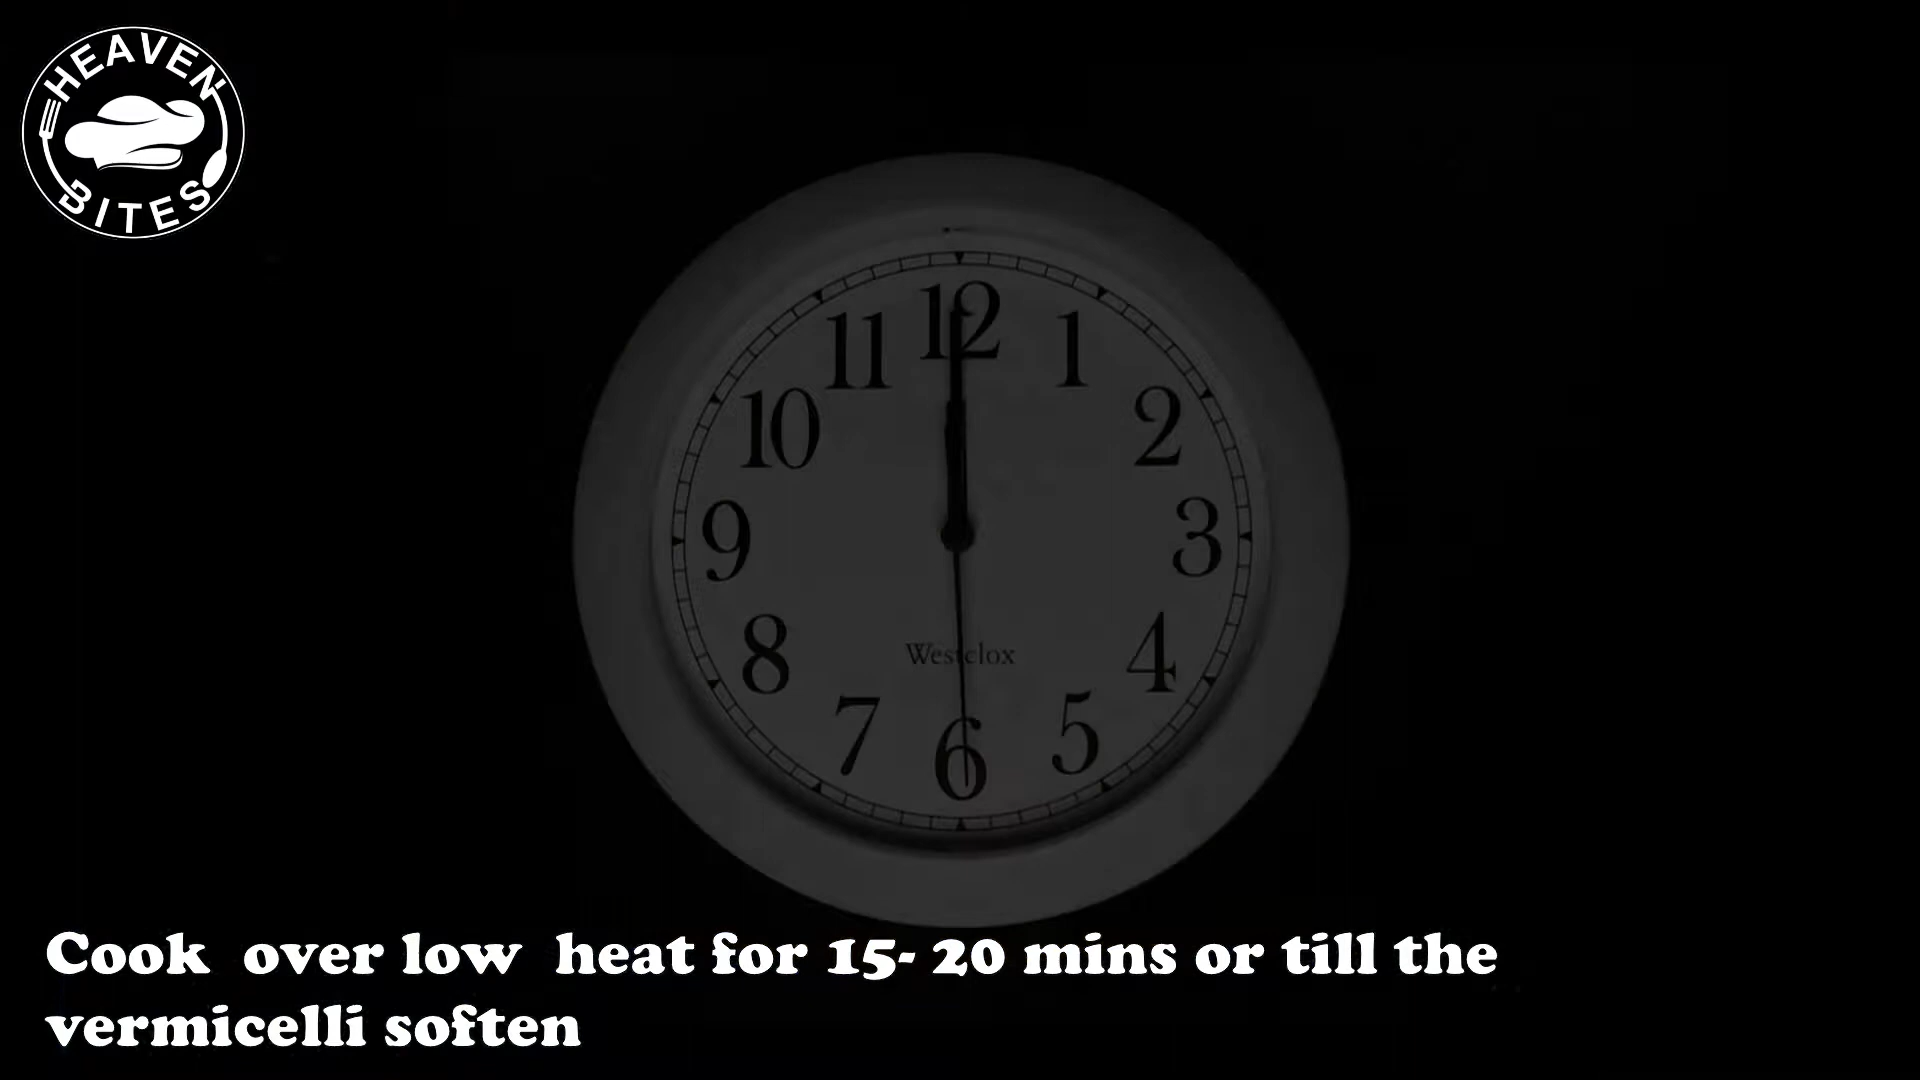 HEAVEN
BITES
12
11
1
10
2
9
3
8
4
Westclox
7
5
6
Cook over low heat for 15- 20 mins or till the
vermicelli soften